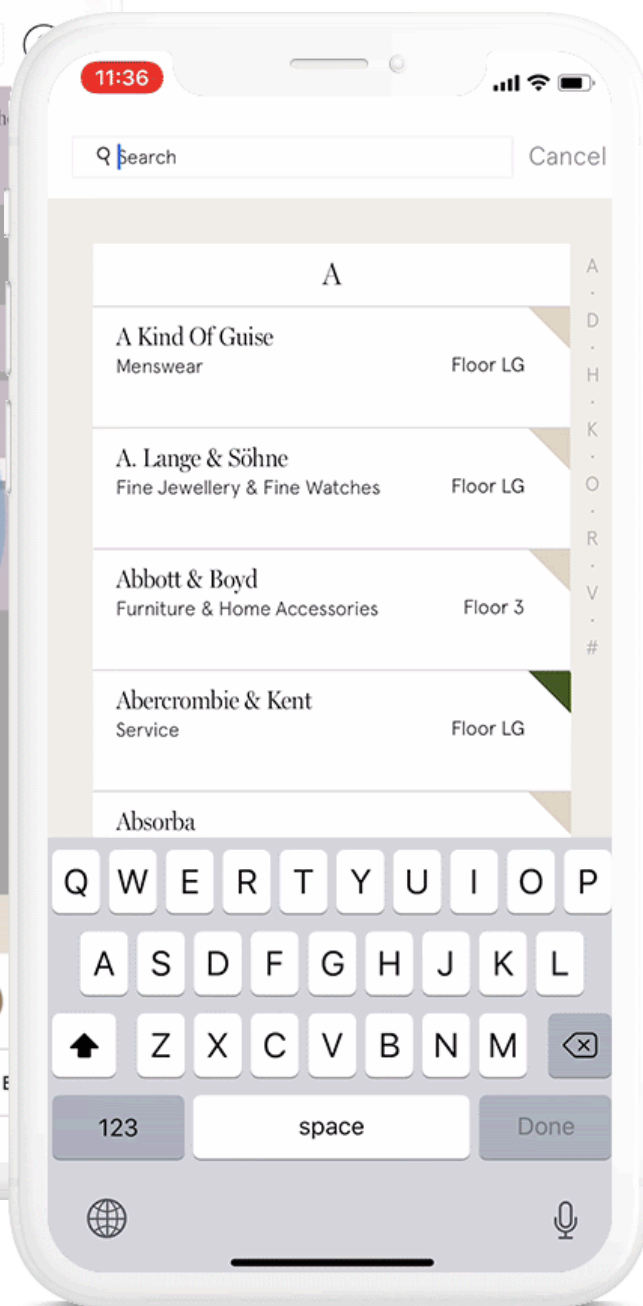 11:36
Search
Cancel
A
A Kind Of Guise
Menswear
Floor LG
A. Lange & Söhne
Fine Jewellery & Fine Watches
Floor LG
Abbott & Boyd
Furniture & Home Accessories
Floor 3
Abercrombie & Kent
Service
Floor LG
Absorba
A
·
D
·
H
·
K
·
O
·
R
·
V
·
#
Q W E R T Y U I O P
A S D F G H J K L
Z X C V B N M
123 space Done